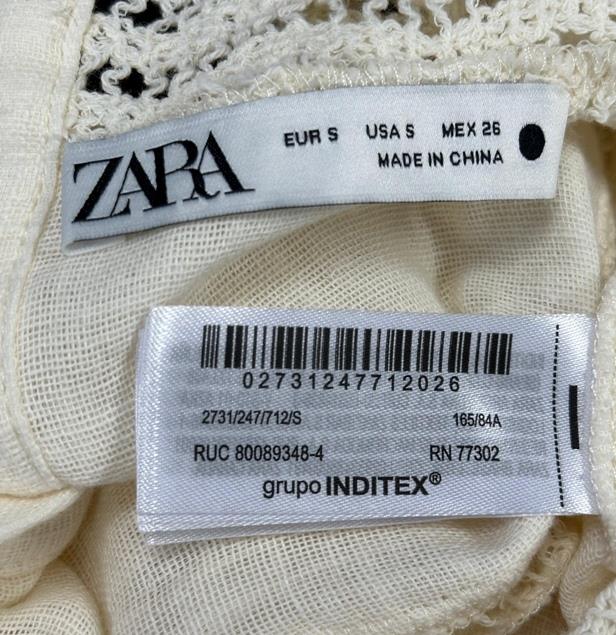 ZARA
EUR S USA S MEX 26
MADE IN CHINA
02731247712026
2731/247/712/S 165/84A
RUC 80089348-4 RN 77302
grupo INDITEX®